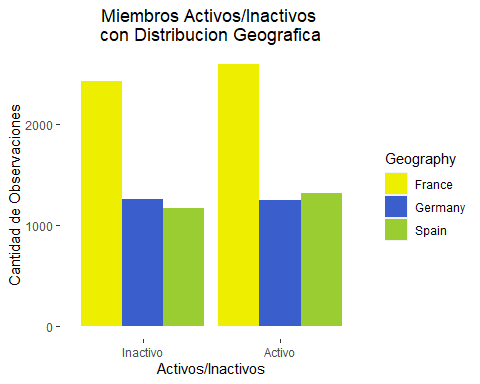 Miembros Activos/Inactivos
con Distribucion Geografica
Cantidad de Observaciones
2000
1000
0
Inactivo
Activo
Activos/Inactivos
Geography
France
Germany
Spain